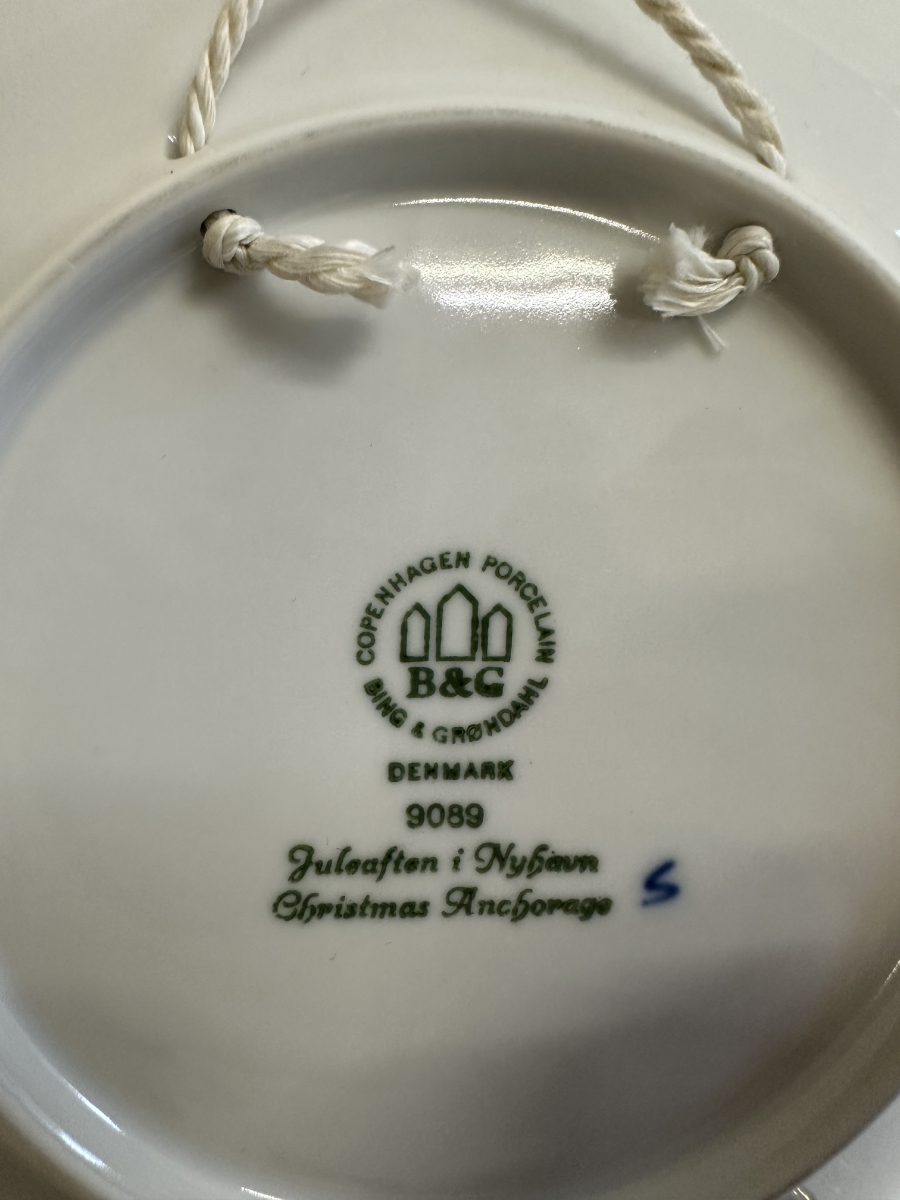 COPENHAGEN PORCELAIN
B&G
BING & GRØNDAHL
DENMARK
9089
Juleaften i Nyhavn
Christmas Anchorage
S